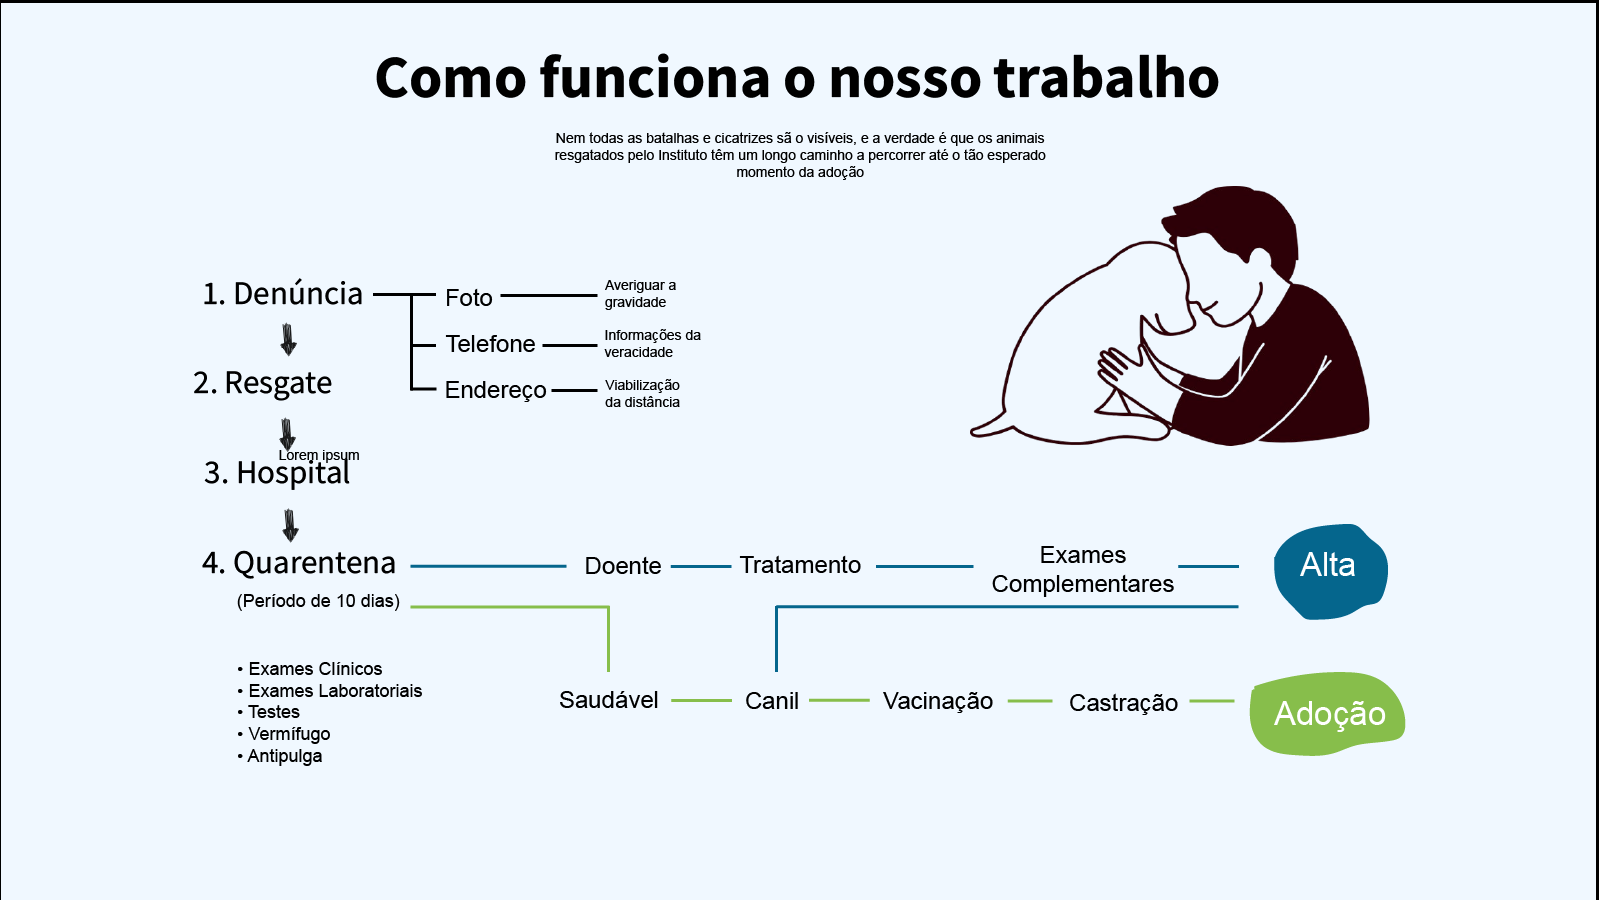 Como funciona o nosso trabalho
Nem todas as batalhas e cicatrizes sã o visíveis, e a verdade é que os animais
resgatados pelo Instituto têm um longo caminho a percorrer até o tão esperado
momento da adoção
1. Denúncia
Foto
Averiguar a
gravidade
Telefone
Informações da
veracidade
Endereço
Viabilização
da distância
2. Resgate
Lorem ipsum
3. Hospital
4. Quarentena
(Período de 10 dias)
Doente
Tratamento
Exames
Complementares
Alta
• Exames Clínicos
• Exames Laboratoriais
• Testes
• Vermífugo
• Antipulga
Saudável
Canil
Vacinação
Castração
Adoção